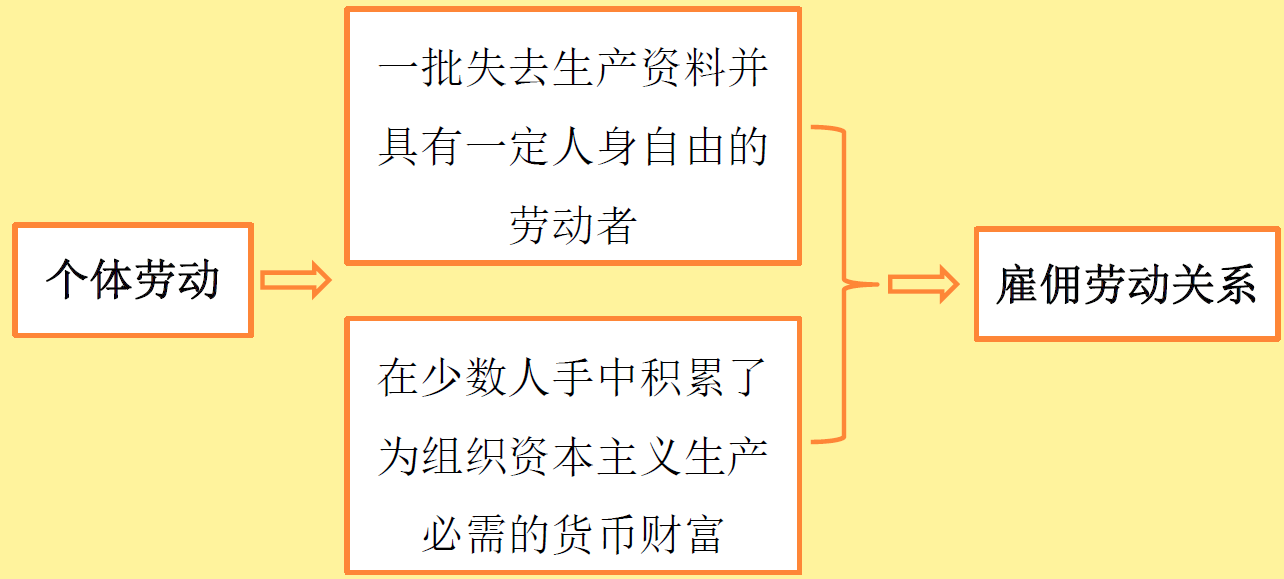 个体劳动
一批失去生产资料并
具有一定人身自由的
劳动者
在少数人手中积累了
为组织资本主义生产
必需的货币财富
雇佣劳动关系